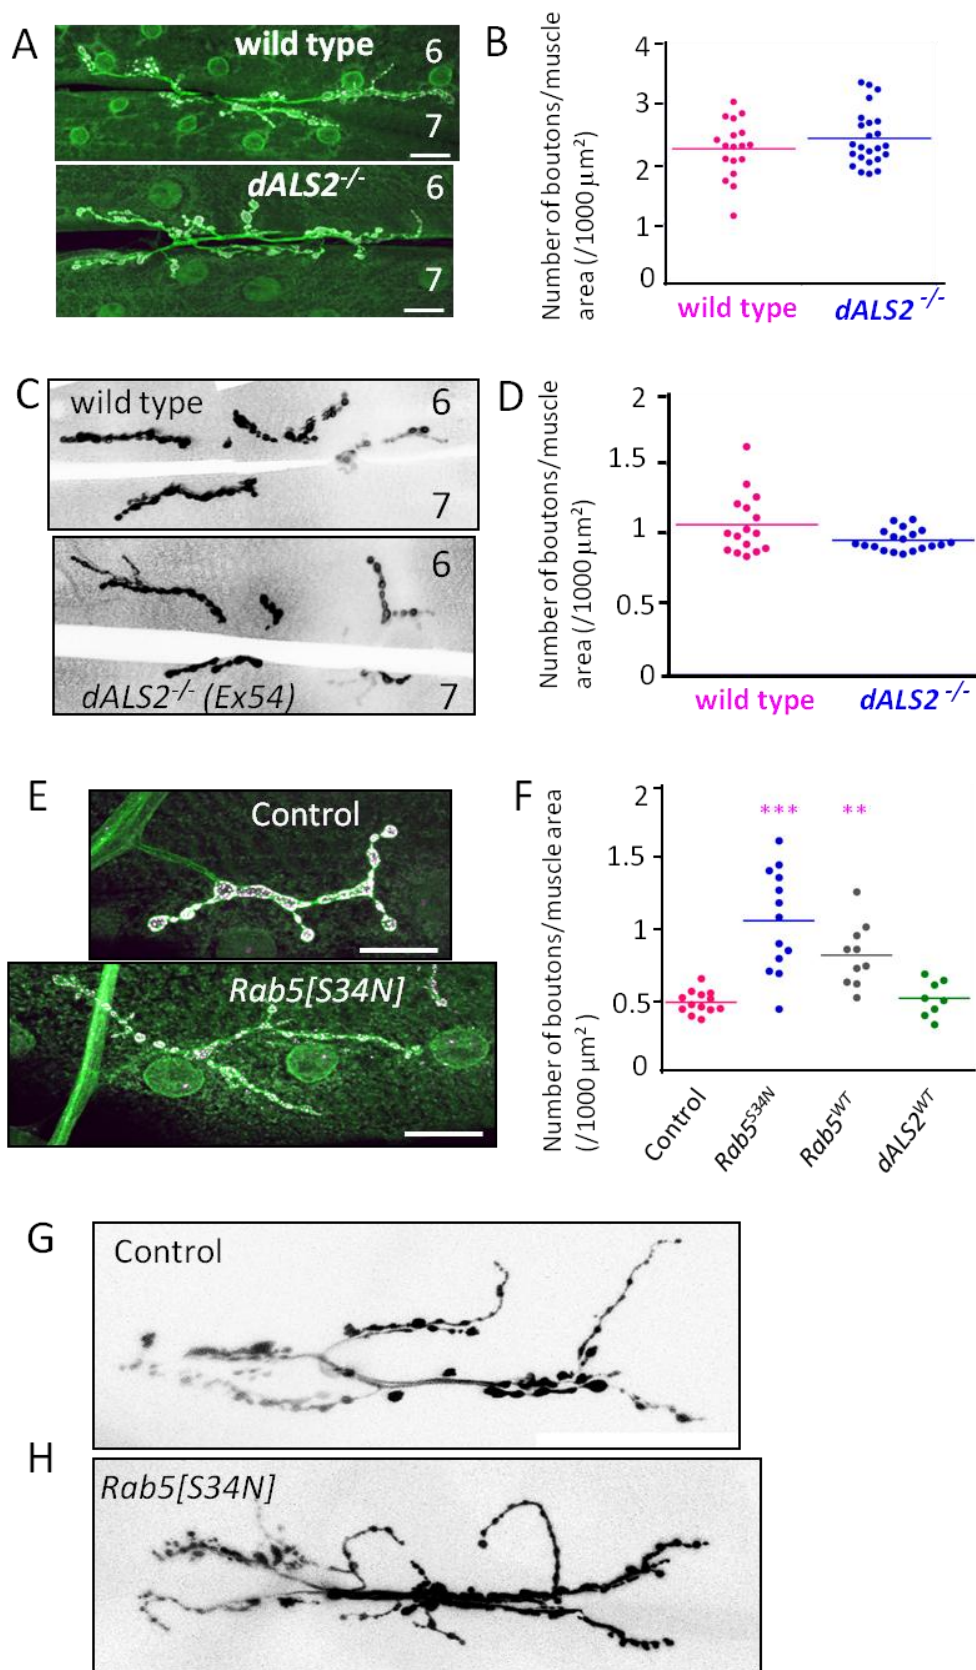 A
wild type
6
7
dALS2-/-
6
7
B
Number of boutons/muscle
area (/1000 µm²)
4
3
2
1
0
wild type
dALS2 -/-
C
wild type
6
7
6
dALS2-/- (Ex54)
7
D
Number of boutons/muscle
area (/1000 µm²)
2
1.5
1
0.5
0
wild type
dALS2 -/-
E
Control
Rab5[S34N]
F
Number of boutons/muscle area
(/1000 µm²)
2
1.5
1
0.5
0
***
**
Control
Rab5S34N
Rab5WT
dALS2WT
G
Control
H
Rab5[S34N]